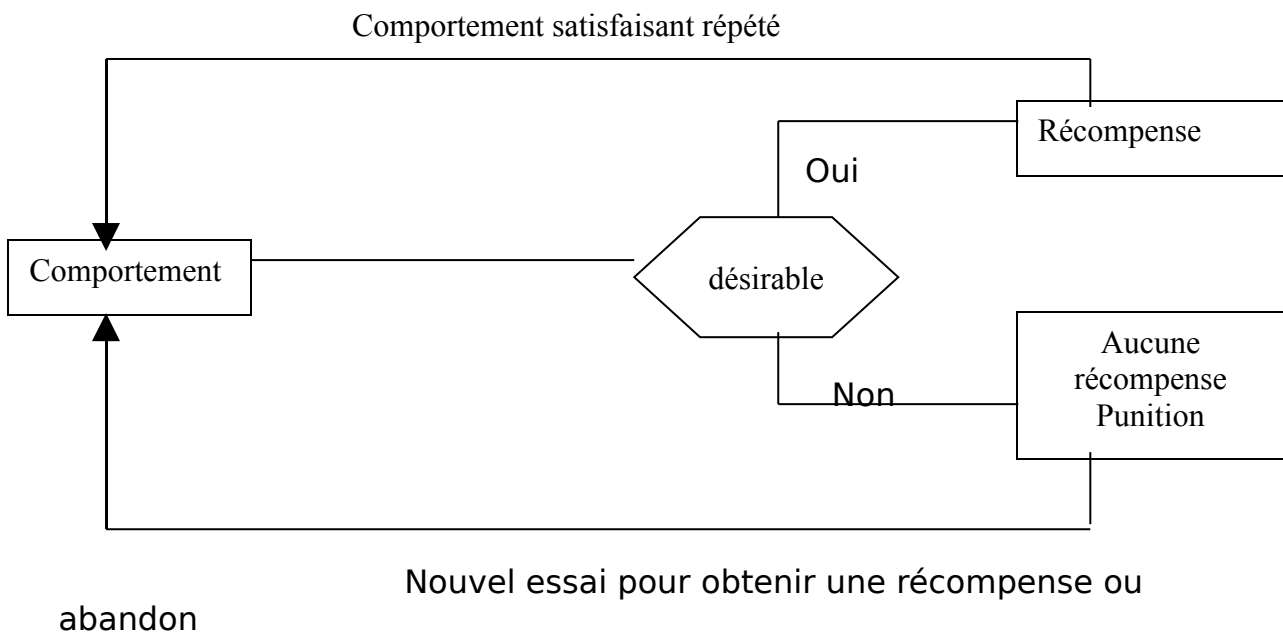 Comportement satisfaisant répété
Récompense
Oui
Comportement
désirable
Aucune
récompense
Punition
Non
Nouvel essai pour obtenir une récompense ou
abandon